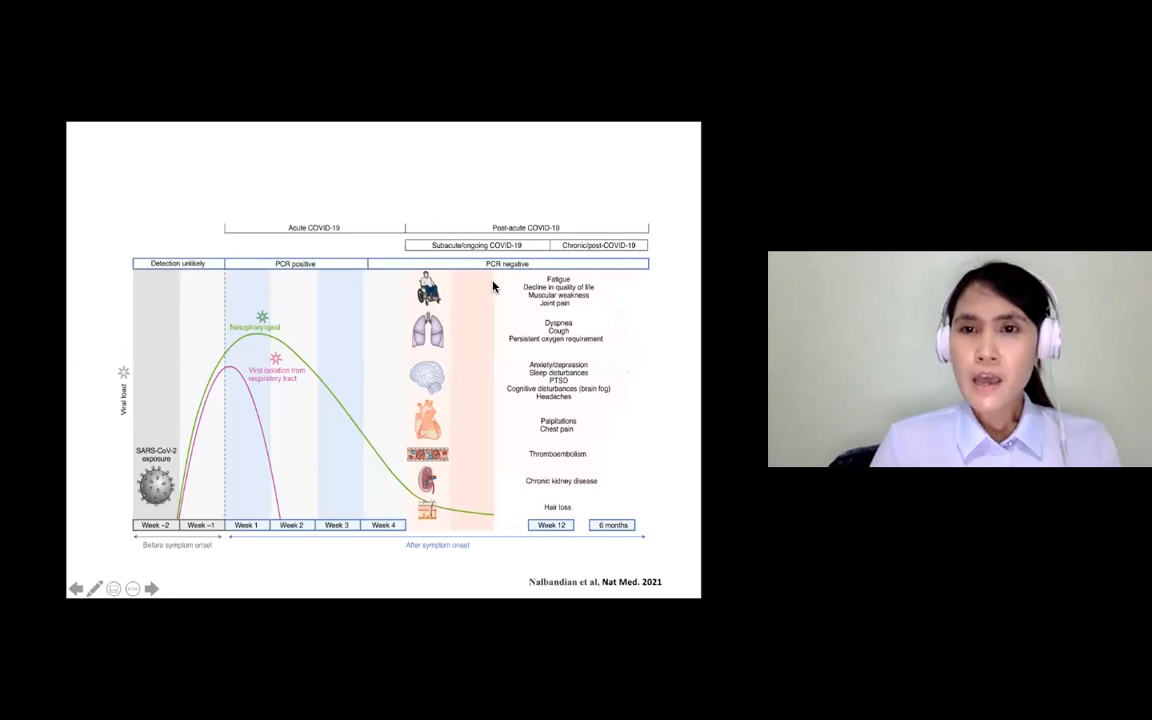 Acute COVID-19
Post-acute COVID-19
Subacute/ongoing COVID-19
Chronic/post-COVID-19
Detection unlikely
PCR positive
PCR negative
Nasopharyngeal
Viral isolation from
respiratory tract
Viral load
SARS-CoV-2
exposure
Fatigue
Decline in quality of life
Muscular weakness
Joint pain
Dyspnea
Cough
Persistent oxygen requirement
Anxiety/depression
Sleep disturbances
PTSD
Cognitive disturbances (brain fog)
Headaches
Palpitations
Chest pain
Thromboembolism
Chronic kidney disease
Hair loss
Week –2
Week –1
Week 1
Week 2
Week 3
Week 4
Week 12
6 months
Before symptom onset
After symptom onset
Nalbandian et al, Nat Med. 2021